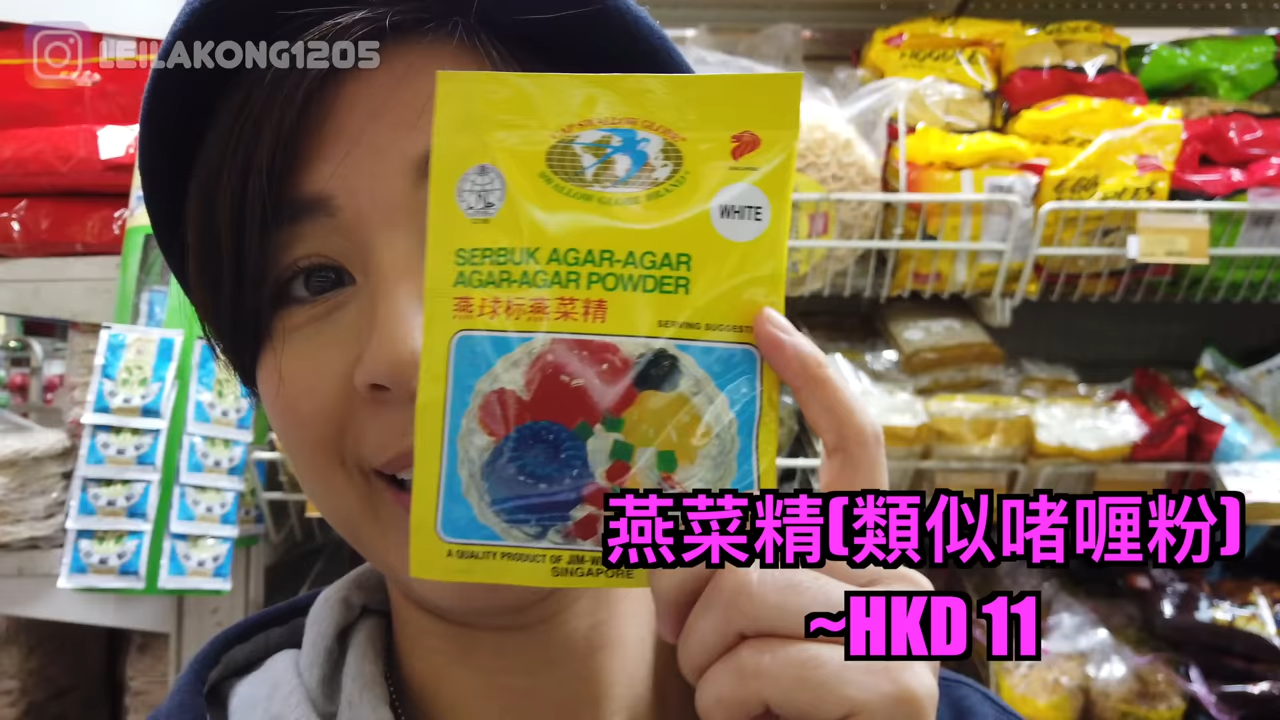 LEILAKONG1205
SWALLOW GLOBE BRAND
WHITE
SERBUK AGAR-AGAR
AGAR-AGAR POWDER
燕球标燕菜精
A QUALITY PRODUCT OF
SINGAPORE
燕菜精(類似啫喱粉)
~HKD 11
EGG